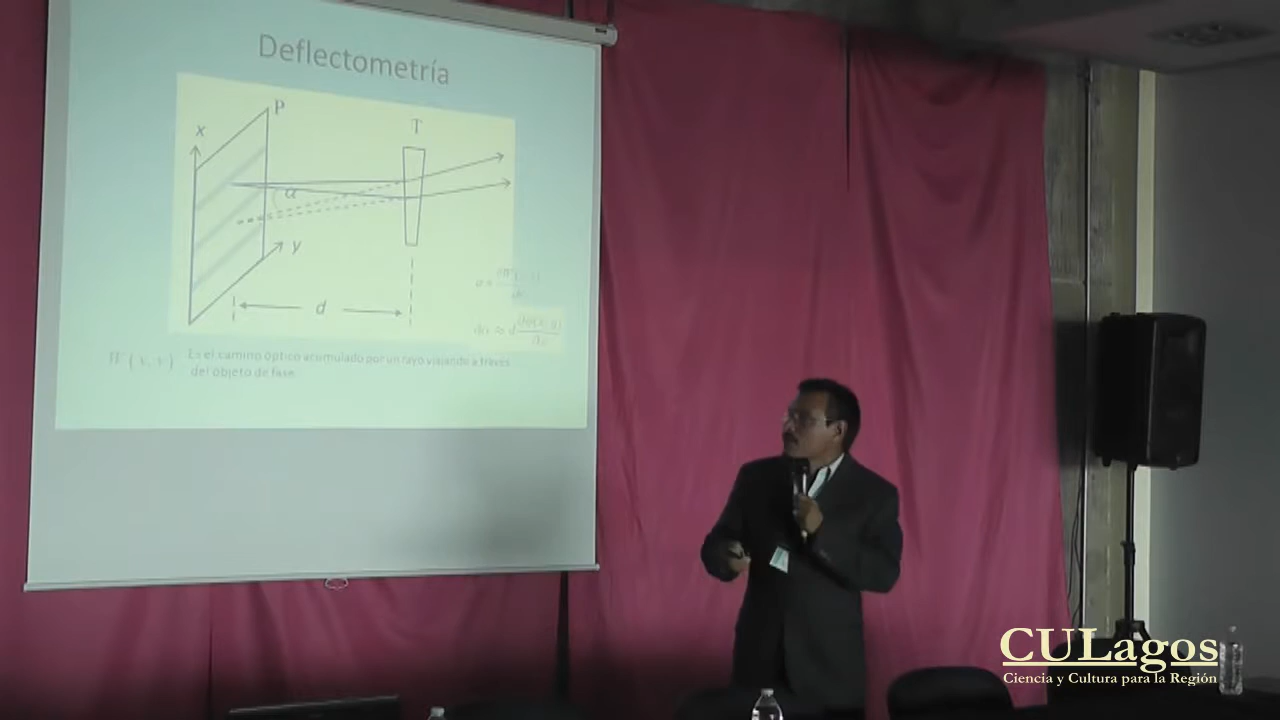 Deflectometría
P
x
T
α
y
d
Es el camino óptico acumulado por un rayo viajando a través
del objeto de fase
CULagos
Ciencia y Cultura para la Región